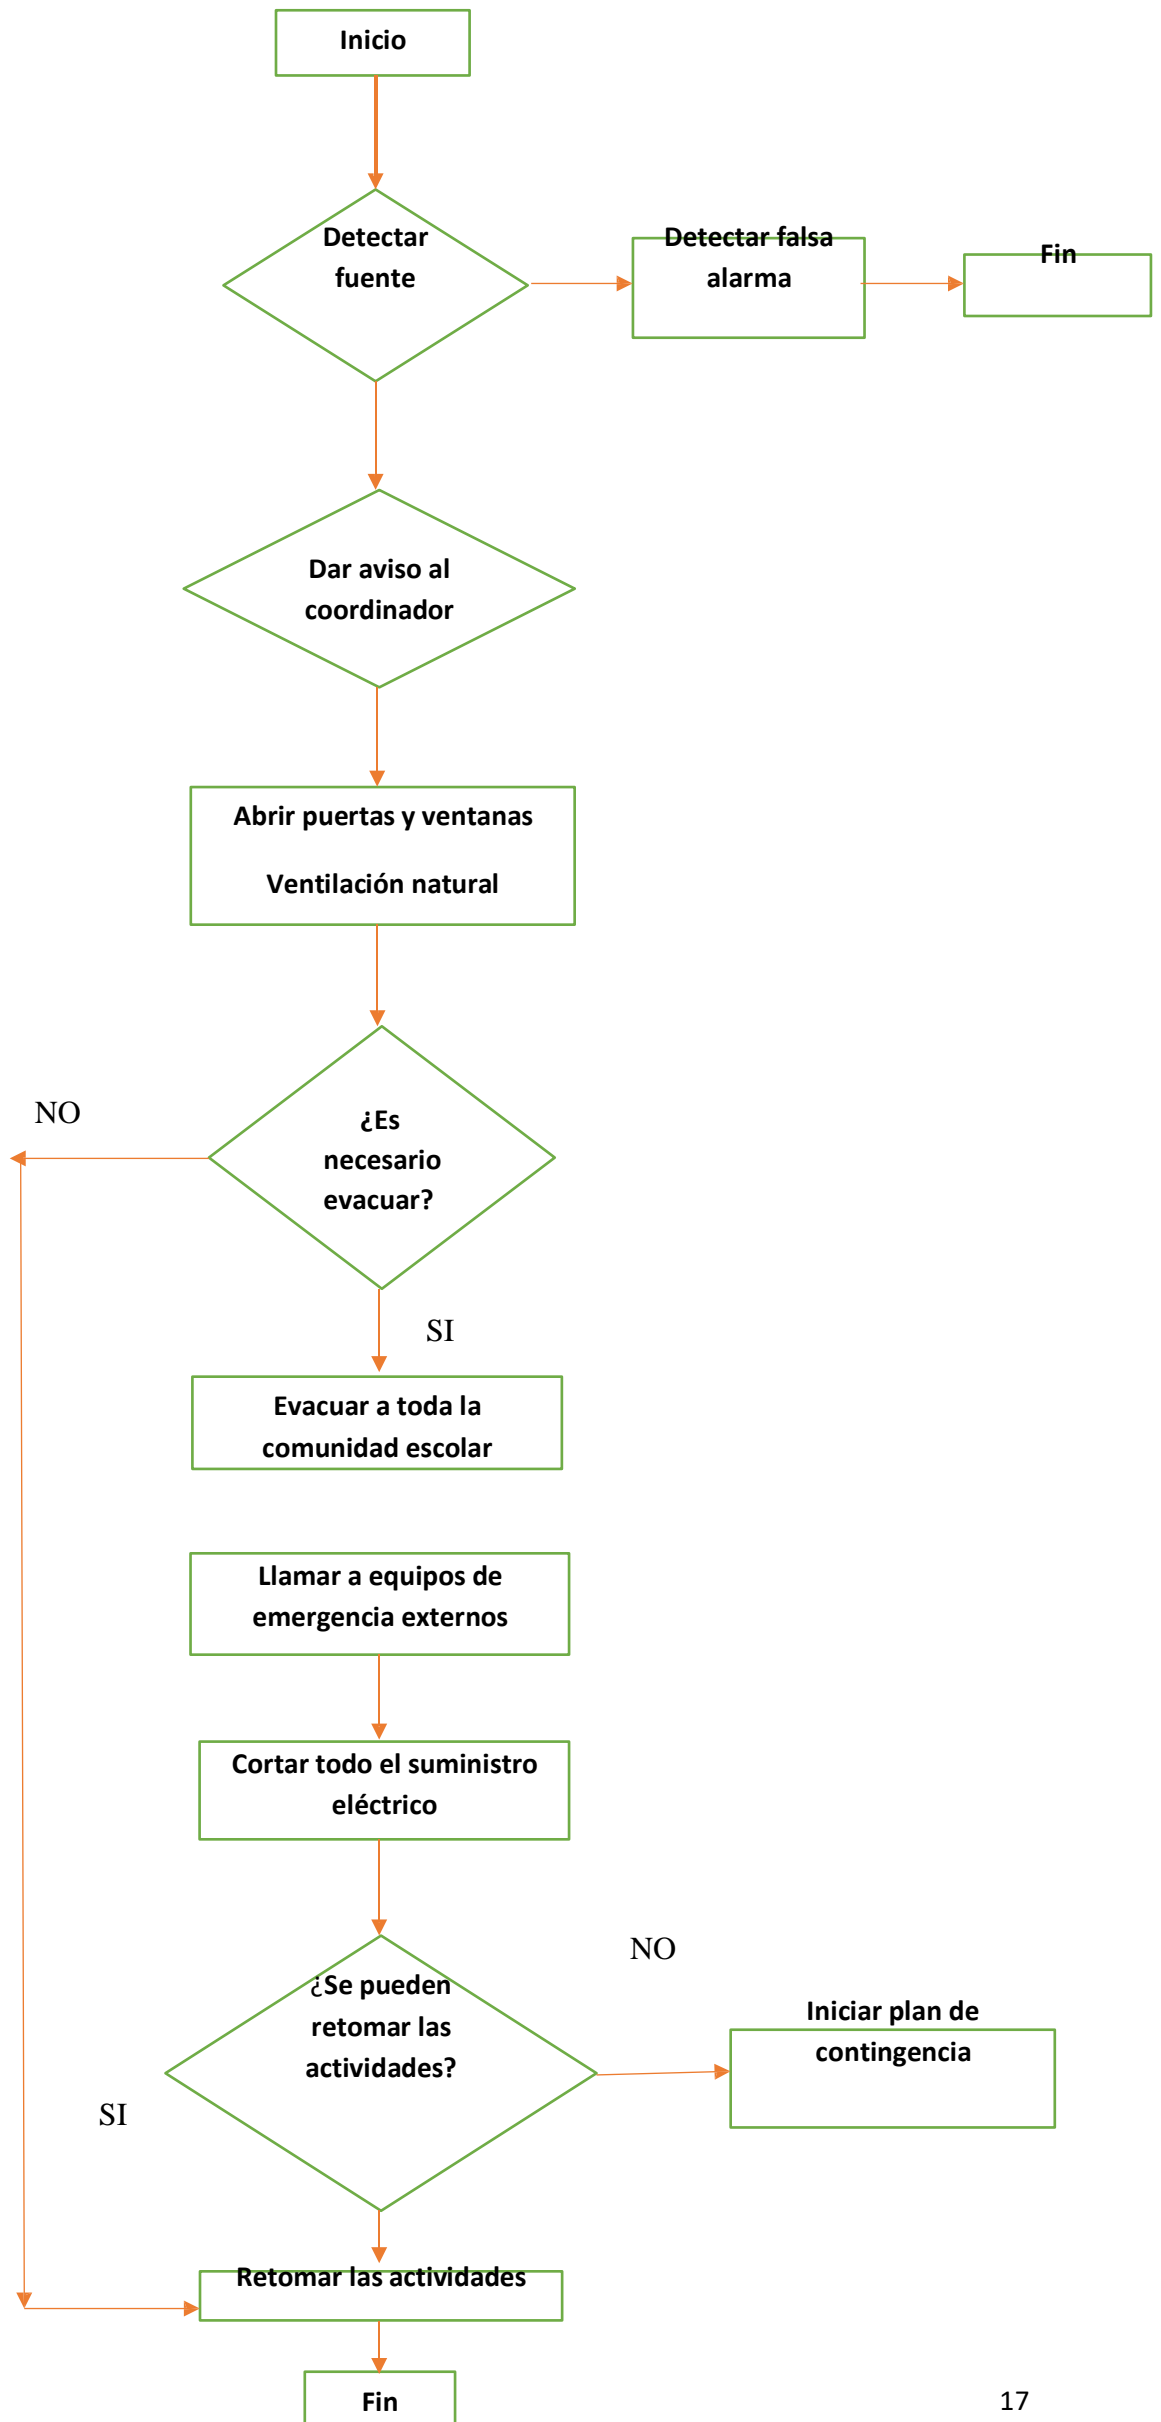 Inicio
Detectar
fuente
Detectar falsa
alarma
Fin
Dar aviso al
coordinador
Abrir puertas y ventanas
Ventilación natural
NO
¿Es
necesario
evacuar?
SI
Evacuar a toda la
comunidad escolar
Llamar a equipos de
emergencia externos
Cortar todo el suministro
eléctrico
NO
¿Se pueden
retomar las
actividades?
Iniciar plan de
contingencia
SI
Retomar las actividades
Fin
17